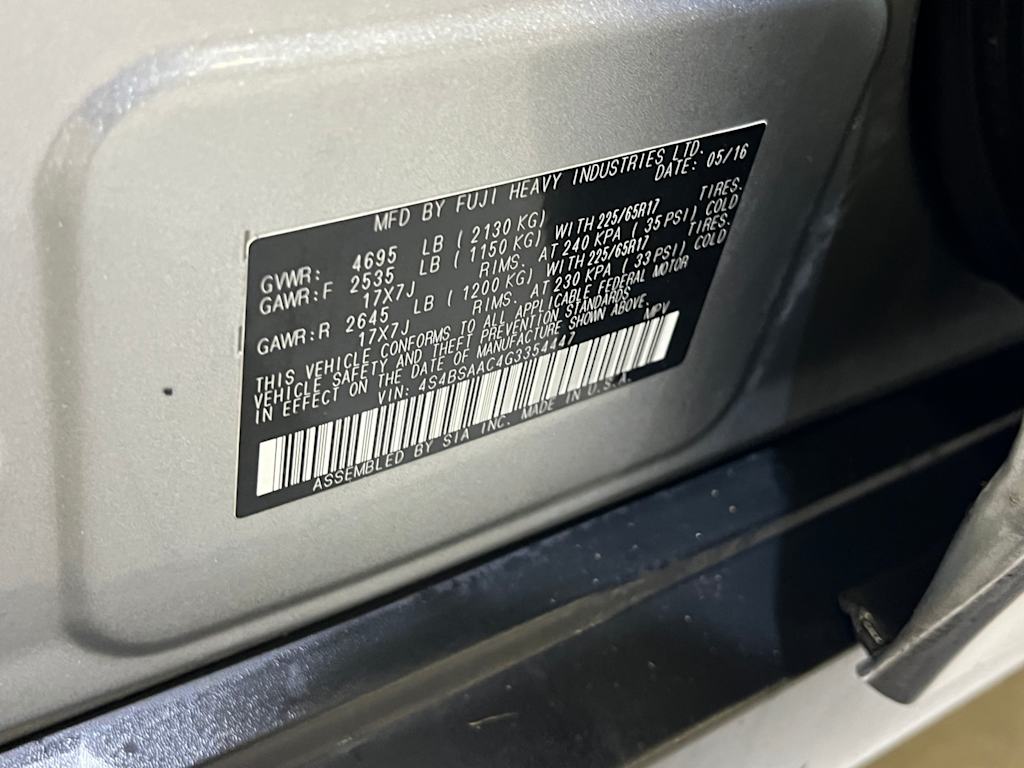 MFD BY FUJI HEAVY INDUSTRIES LTD.
DATE: 05/16
GVWR: 4695 LB ( 2130 KG)
GAWR:F 2535 LB ( 1150 KG) WITH 225/65R17 TIRES.
17X7J RIMS. AT 240 KPA ( 35 PSI) COLD
GAWR:R 2645 LB ( 1200 KG) WITH 225/65R17 TIRES.
17X7J RIMS. AT 230 KPA ( 33 PSI) COLD
THIS VEHICLE CONFORMS TO ALL APPLICABLE FEDERAL MOTOR
VEHICLE SAFETY AND THEFT PREVENTION STANDARDS
IN EFFECT ON THE DATE OF MANUFACTURE SHOWN ABOVE.
VIN: 4S4BSAAC4G3354447 MPV
ASSEMBLED BY SIA INC. MADE IN U.S.A.